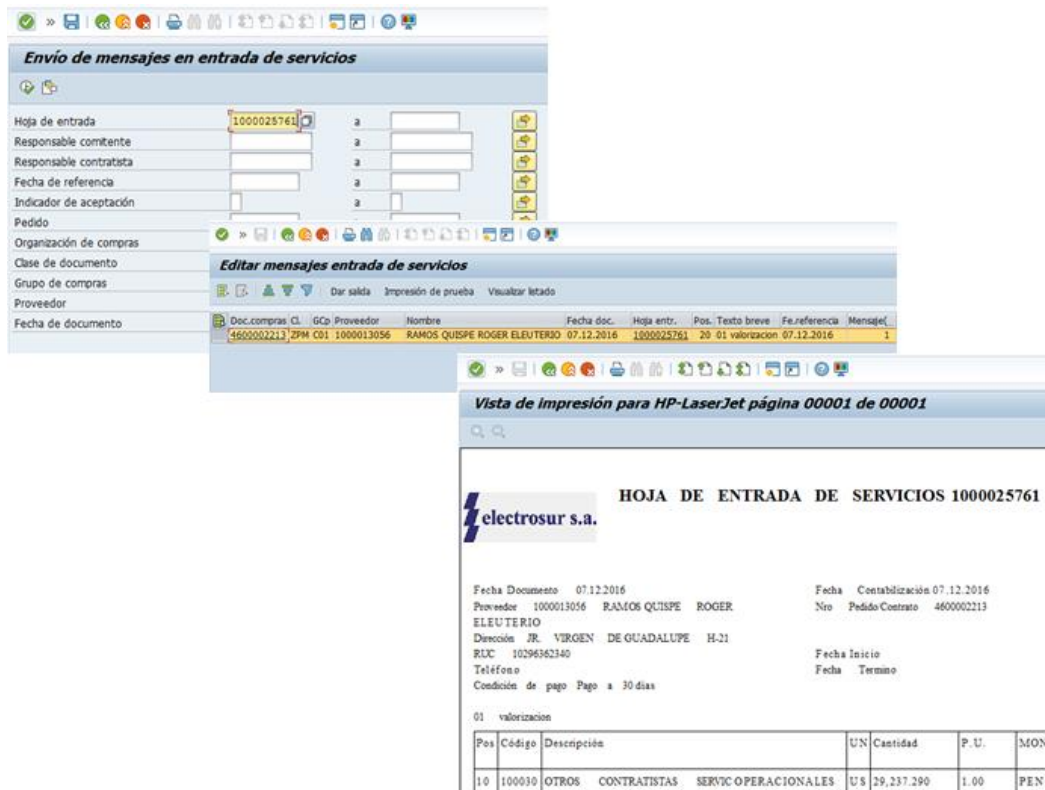 Envío de mensajes en entrada de servicios
Hoja de entrada 1000025761 a
Responsable comitente a
Responsable contratista a
Fecha de referencia a
Indicador de aceptación a
Pedido
Organización de compras
Clase de documento
Grupo de compras
Proveedor
Fecha de documento
Editar mensajes entrada de servicios
Dar salida Impresión de prueba Visualizar listado
Doc.compras Cl. GCp Proveedor Nombre Fecha doc. Hoja entr. Pos. Texto breve Fe.referencia Mensaje(
4600002213 ZPM C01 1000013056 RAMOS QUISPE ROGER ELEUTERIO 07.12.2016 1000025761 20 01 valorizacion 07.12.2016 1
Vista de impresión para HP-LaserJet página 00001 de 00001
HOJA DE ENTRADA DE SERVICIOS 1000025761
electrosur s.a.
Fecha Documento 07.12.2016 Fecha Contabilización 07.12.2016
Proveedor 1000013056 RAMOS QUISPE ROGER Nro Pedido/Contrato 4600002213
ELEUTERIO
Dirección JR. VIRGEN DE GUADALUPE H-21
RUC 10296362340 Fecha Inicio
Teléfono Fecha Termino
Condición de pago Pago a 30 dias
01 valorizacion
Pos Código Descripción UN Cantidad P.U. MON
10 100030 OTROS CONTRATISTAS SERVIC OPERACIONALES US 29,237.290 1.00 PEN